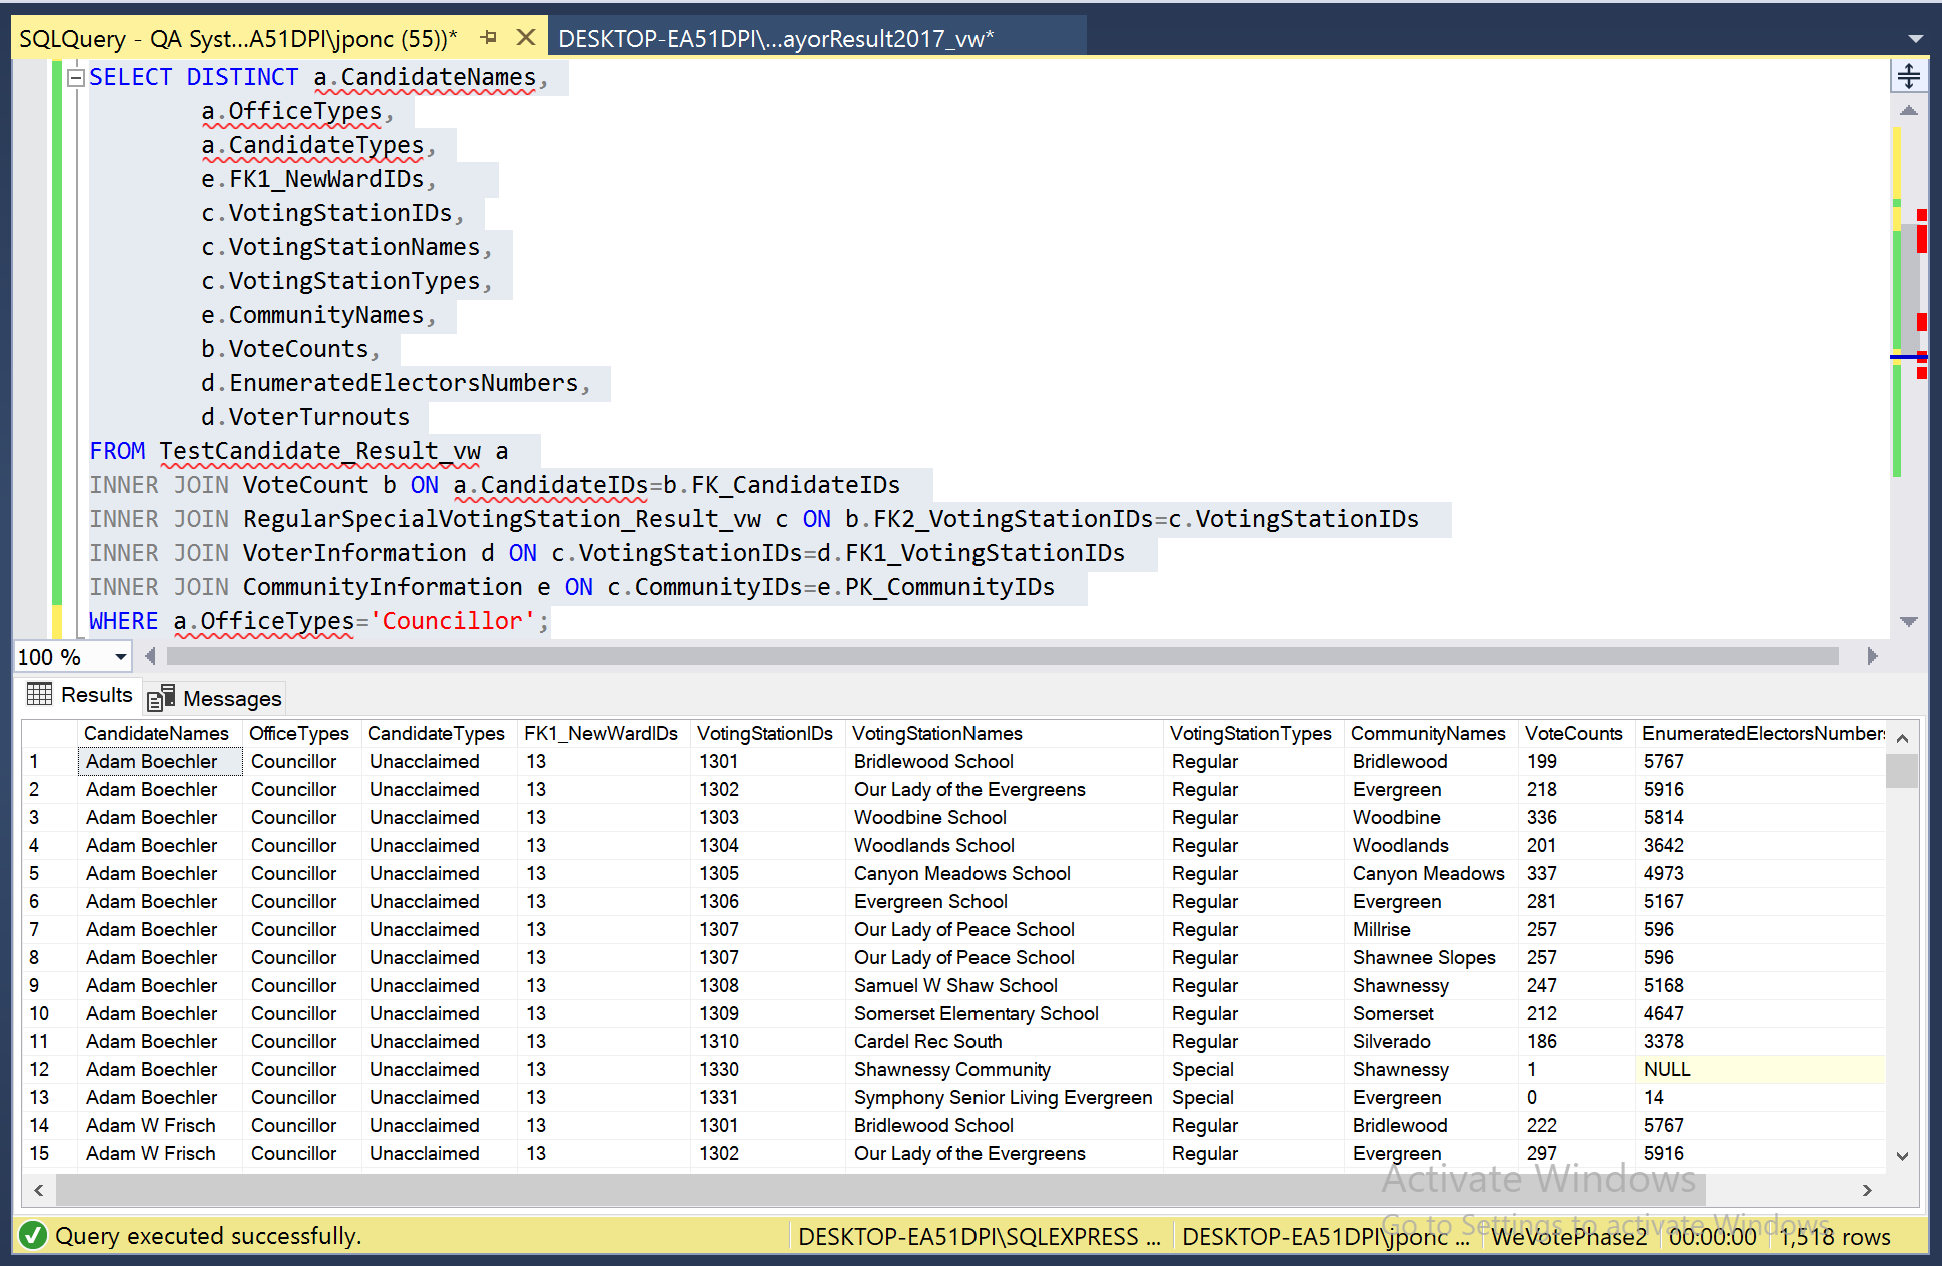 SQLQuery - QA Syst...A51DPI\jponc (55))*
DESKTOP-EA51DPI\...ayorResult2017_vw*
SELECT DISTINCT a.CandidateNames,
a.OfficeTypes,
a.CandidateTypes,
e.FK1_NewWardIDs,
c.VotingStationIDs,
c.VotingStationNames,
c.VotingStationTypes,
e.CommunityNames,
b.VoteCounts,
d.EnumeratedElectorsNumbers,
d.VoterTurnouts
FROM TestCandidate_Result_vw a
INNER JOIN VoteCount b ON a.CandidateIDs=b.FK_CandidateIDs
INNER JOIN RegularSpecialVotingStation_Result_vw c ON b.FK2_VotingStationIDs=c.VotingStationIDs
INNER JOIN VoterInformation d ON c.VotingStationIDs=d.FK1_VotingStationIDs
INNER JOIN CommunityInformation e ON c.CommunityIDs=e.PK_CommunityIDs
WHERE a.OfficeTypes='Councillor';
100 %
Results Messages
CandidateNames OfficeTypes CandidateTypes FK1_NewWardIDs VotingStationIDs VotingStationNames VotingStationTypes CommunityNames VoteCounts EnumeratedElectorsNumbers
1 Adam Boechler Councillor Unacclaimed 13 1301 Bridlewood School Regular Bridlewood 199 5767
2 Adam Boechler Councillor Unacclaimed 13 1302 Our Lady of the Evergreens Regular Evergreen 218 5916
3 Adam Boechler Councillor Unacclaimed 13 1303 Woodbine School Regular Woodbine 336 5814
4 Adam Boechler Councillor Unacclaimed 13 1304 Woodlands School Regular Woodlands 201 3642
5 Adam Boechler Councillor Unacclaimed 13 1305 Canyon Meadows School Regular Canyon Meadows 337 4973
6 Adam Boechler Councillor Unacclaimed 13 1306 Evergreen School Regular Evergreen 281 5167
7 Adam Boechler Councillor Unacclaimed 13 1307 Our Lady of Peace School Regular Millrise 257 596
8 Adam Boechler Councillor Unacclaimed 13 1307 Our Lady of Peace School Regular Shawnee Slopes 257 596
9 Adam Boechler Councillor Unacclaimed 13 1308 Samuel W Shaw School Regular Shawnessy 247 5168
10 Adam Boechler Councillor Unacclaimed 13 1309 Somerset Elementary School Regular Somerset 212 4647
11 Adam Boechler Councillor Unacclaimed 13 1310 Cardel Rec South Regular Silverado 186 3378
12 Adam Boechler Councillor Unacclaimed 13 1330 Shawnessy Community Special Shawnessy 1 NULL
13 Adam Boechler Councillor Unacclaimed 13 1331 Symphony Senior Living Evergreen Special Evergreen 0 14
14 Adam W Frisch Councillor Unacclaimed 13 1301 Bridlewood School Regular Bridlewood 222 5767
15 Adam W Frisch Councillor Unacclaimed 13 1302 Our Lady of the Evergreens Regular Evergreen 297 5916
Activate Windows
Go to Settings to activate Windows.
Query executed successfully. DESKTOP-EA51DPI\SQLEXPRESS ... DESKTOP-EA51DPI\jponc ... WeVotePhase2 00:00:00 1,518 rows